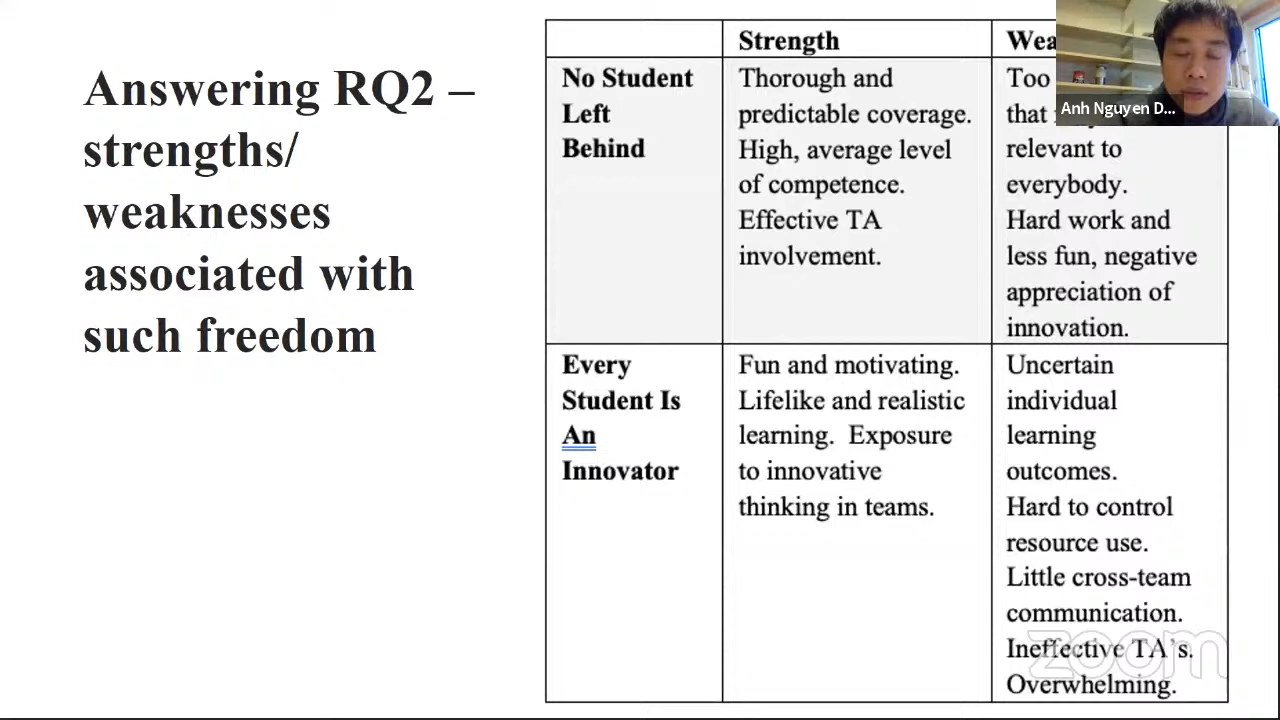 Answering RQ2 –
strengths/
weaknesses
associated with
such freedom
Strength
No Student
Left
Behind
Thorough and
predictable coverage.
High, average level
of competence.
Effective TA
involvement.
Too
that
relevant to
everybody.
Hard work and
less fun, negative
appreciation of
innovation.
Every
Student Is
An
Innovator
Fun and motivating.
Lifelike and realistic
learning. Exposure
to innovative
thinking in teams.
Uncertain
individual
learning
outcomes.
Hard to control
resource use.
Little cross-team
communication.
Ineffective TA's.
Overwhelming.
Anh Nguyen D...
zoom